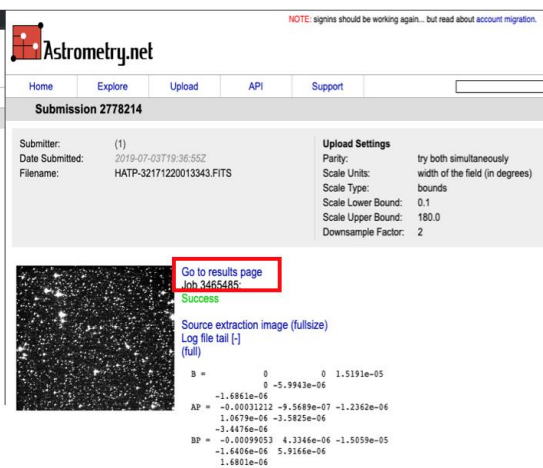 NOTE: signins should be working again... but read about account migration.
Astrometry.net
Home Explore Upload API Support
Submission 2778214
Submitter: (1)
Date Submitted: 2019-07-03T19:36:55Z
Filename: HATP-32171220013343.FITS
Upload Settings
Parity: try both simultaneously
Scale Units: width of the field (in degrees)
Scale Type: bounds
Scale Lower Bound: 0.1
Scale Upper Bound: 180.0
Downsample Factor: 2
Go to results page
Job 3465485:
Success
Source extraction image (fullsize)
Log file tail [-]
(full)
B = 0 0 1.5191e-05
0 -5.9943e-06
-1.6861e-06
AP = -0.00031212 -9.5689e-07 -1.2362e-06
1.0679e-06 -3.5825e-06
-3.4476e-06
BP = -0.00099053 4.3346e-06 -1.5059e-05
-1.6406e-06 5.9166e-06
1.6801e-06